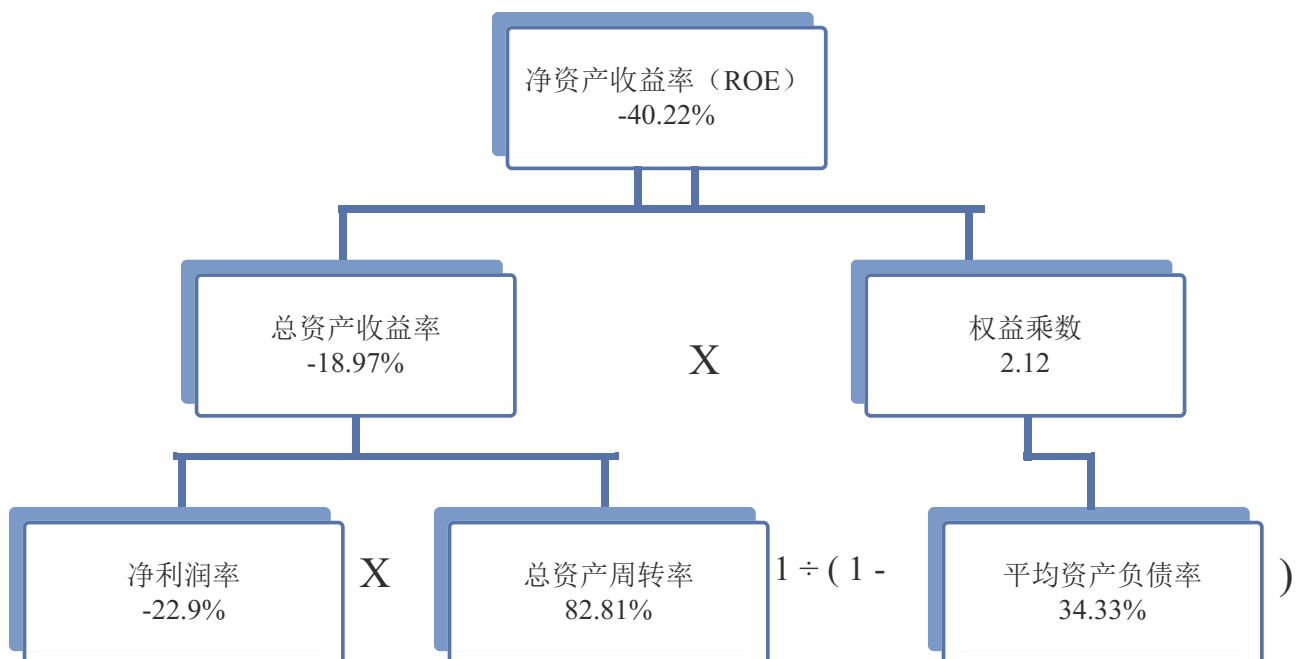 净资产收益率（ROE）
-40.22%
总资产收益率
-18.97%
X
权益乘数
2.12
净利润率
-22.9%
X
总资产周转率
82.81%
1 ÷ ( 1 -
平均资产负债率
34.33%
)